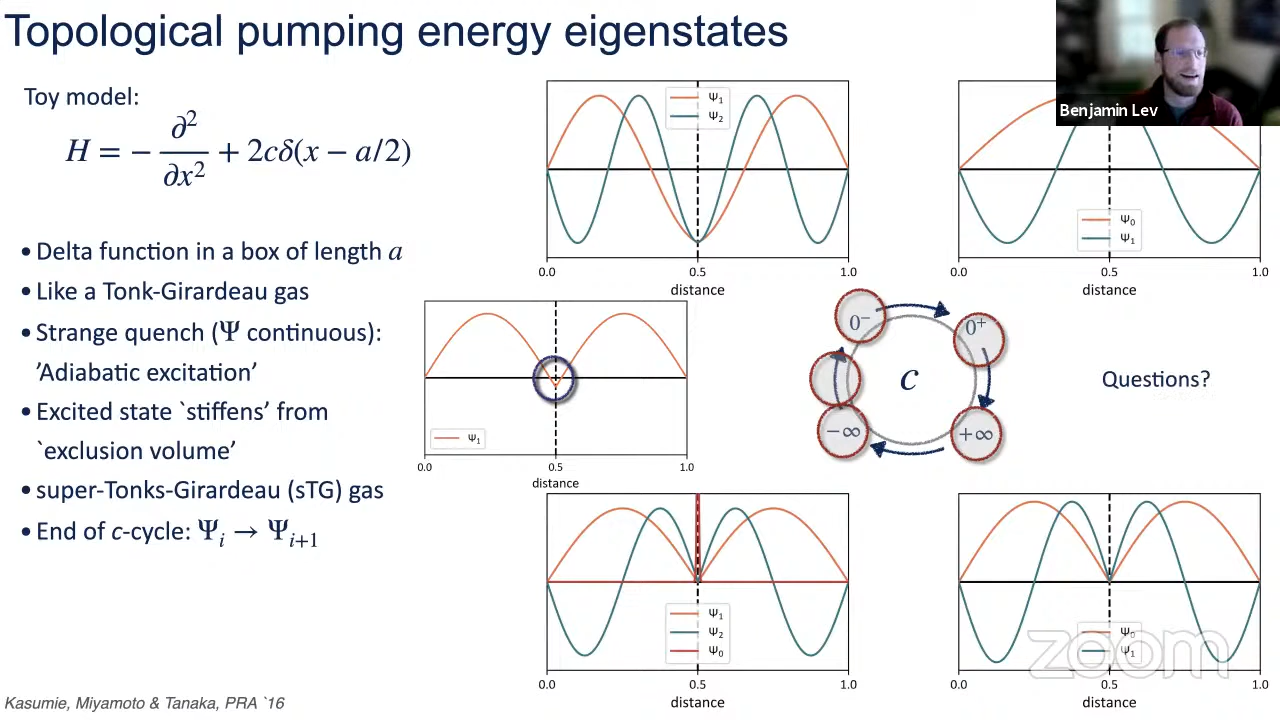 Topological pumping energy eigenstates
Benjamin Lev
Toy model:
H = − ∂²/∂x² + 2cδ(x − a/2)
• Delta function in a box of length a
• Like a Tonk-Girardeau gas
• Strange quench (Ψ continuous):
'Adiabatic excitation'
• Excited state `stiffens' from
`exclusion volume'
• super-Tonks-Girardeau (sTG) gas
• End of c-cycle: Ψᵢ → Ψᵢ₊₁
Kasumie, Miyamoto & Tanaka, PRA `16
Ψ₁
Ψ₂
0.0 0.5 1.0
distance
Ψ₀
Ψ₁
0.0 0.5 1.0
distance
Ψ₁
0.0 0.5 1.0
distance
0⁻
0⁺
c
−∞
+∞
Questions?
Ψ₁
Ψ₂
Ψ₀
0.0 0.5 1.0
distance
Ψ₀
Ψ₁
0.0 0.5 1.0
distance
zoom